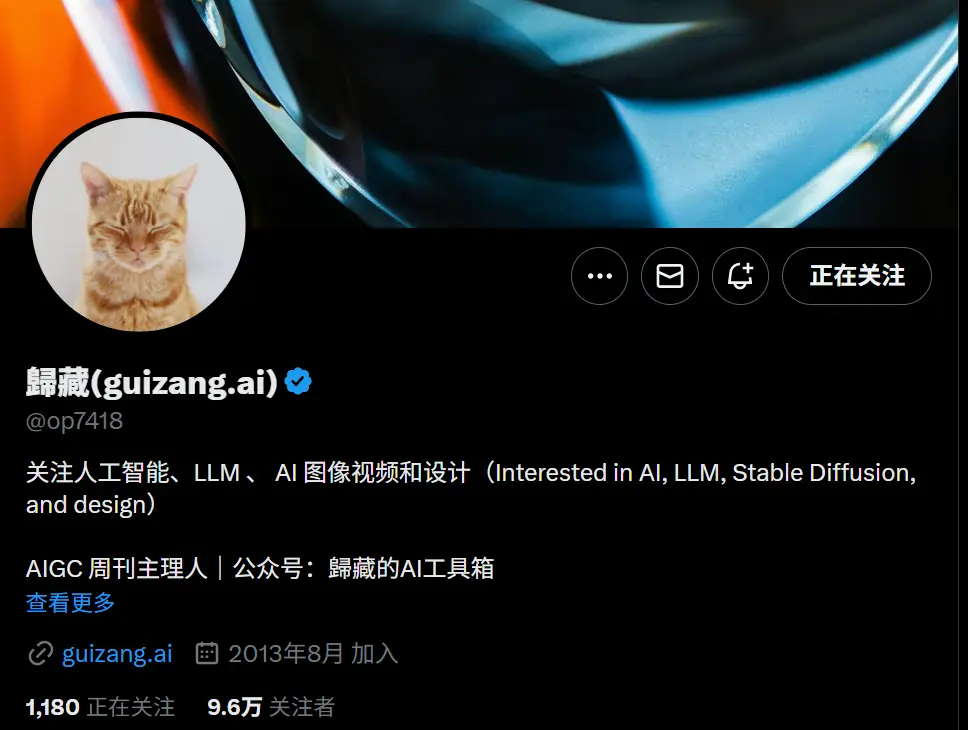 正在关注
歸藏(guizang.ai)
@op7418
关注人工智能、LLM 、 AI 图像视频和设计（Interested in AI, LLM, Stable Diffusion,
and design）
AIGC 周刊主理人｜公众号：歸藏的AI工具箱
查看更多
guizang.ai 2013年8月 加入
1,180 正在关注 9.6万 关注者